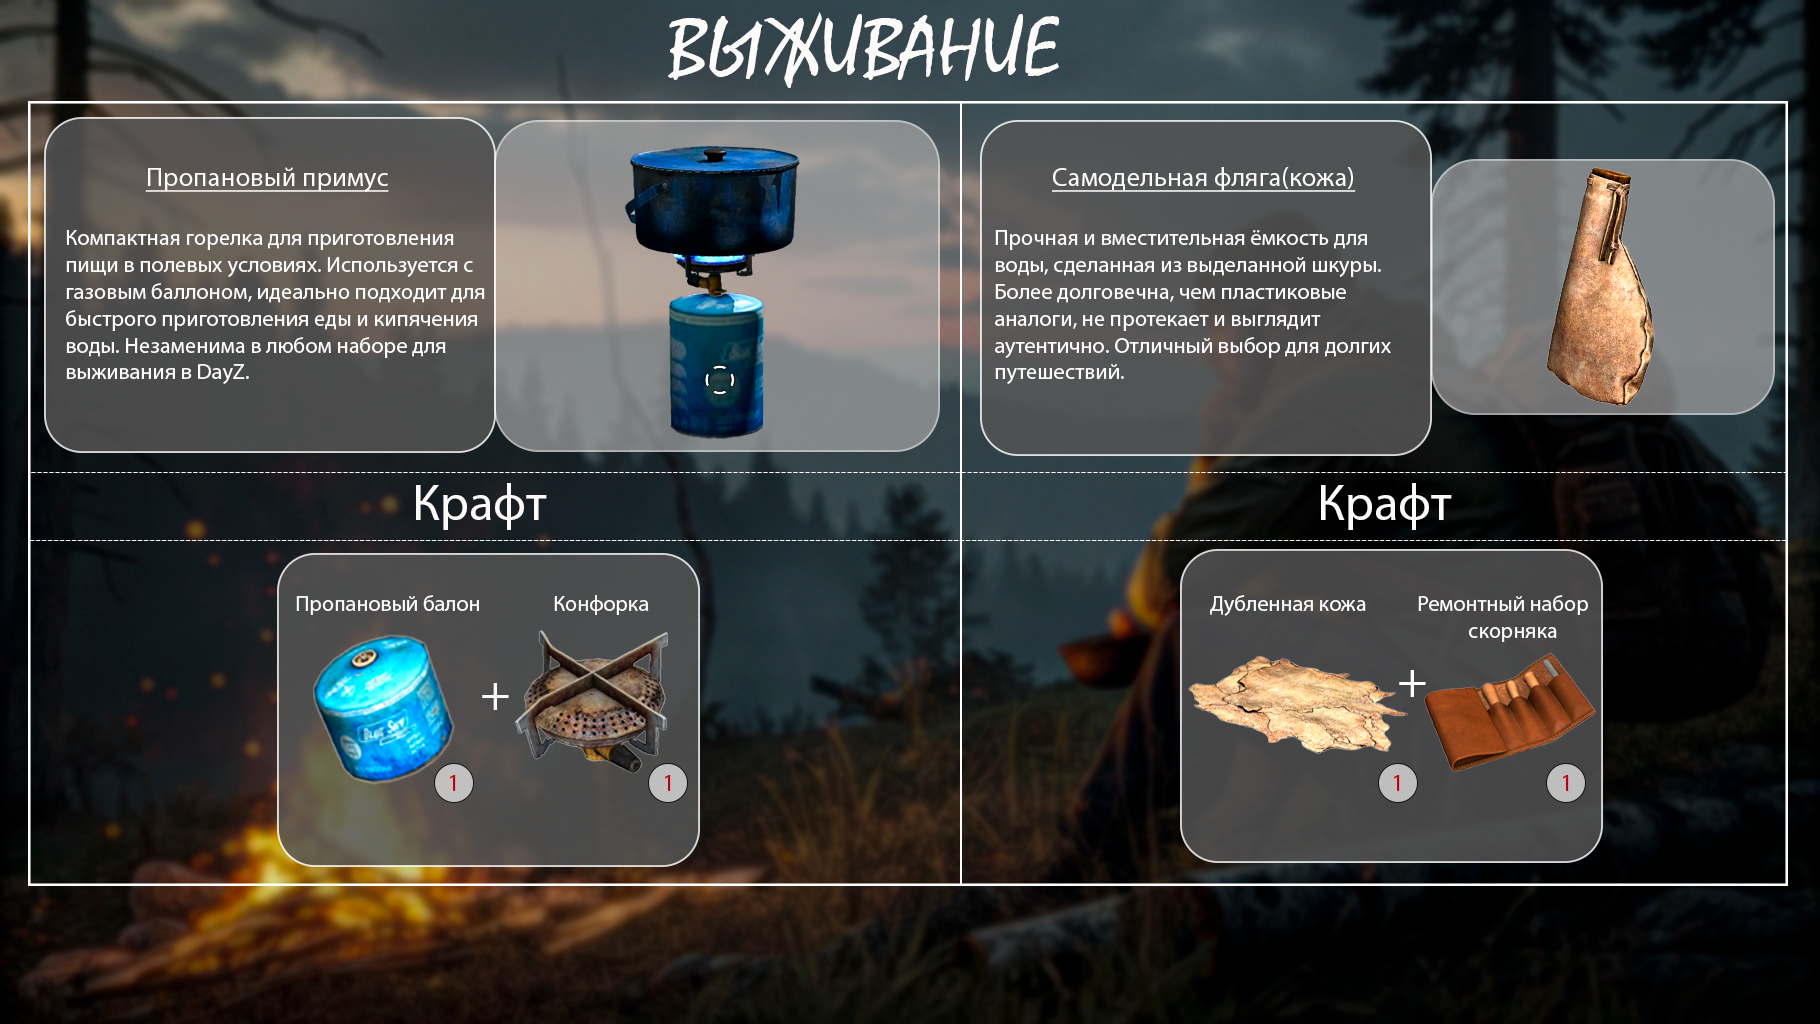 ВЫЖИВАНИЕ
Пропановый примус
Компактная горелка для приготовления
пищи в полевых условиях. Используется с
газовым баллоном, идеально подходит для
быстрого приготовления еды и кипячения
воды. Незаменима в любом наборе для
выживания в DayZ.
Самодельная фляга(кожа)
Прочная и вместительная ёмкость для
воды, сделанная из выделанной шкуры.
Более долговечна, чем пластиковые
аналоги, не протекает и выглядит
аутентично. Отличный выбор для долгих
путешествий.
Крафт
Крафт
Пропановый балон
Конфорка
+
1
1
Дубленная кожа
Ремонтный набор
скорняка
+
1
1